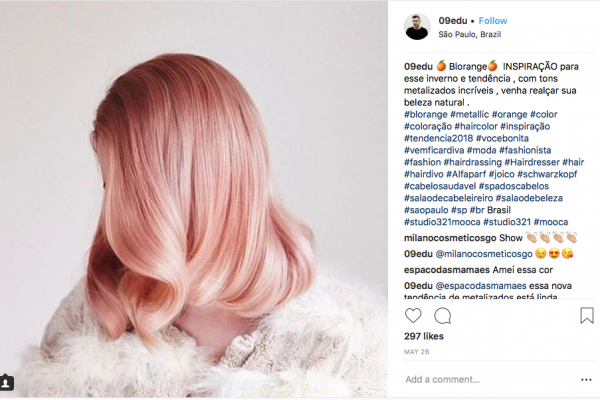 09edu • Follow
São Paulo, Brazil
09edu 🍊 Blorange🍊 INSPIRAÇÃO para
esse inverno e tendência , com tons
metalizados incríveis , venha realçar sua
beleza natural .
#blorange #metallic #orange #color
#coloração #haircolor #inspiração
#tendencia2018 #vocebonita
#vemficardiva #moda #fashionista
#fashion #hairdrassing #Hairdresser #hair
#hairdivo #Alfaparf #joico #schwarzkopf
#cabelosaudavel #spadoscabelos
#salaodecabeleireiro #salaodebeleza
#saopaulo #sp #br Brasil
#studio321mooca #studio321 #mooca
milanocosmeticosgo Show 👏🏼👏🏼👏🏼👏🏼
09edu @milanocosmeticosgo 😉😍😘
espacodasmamaes Amei essa cor
09edu @espacodasmamaes essa nova
tendência de metalizados está linda
297 likes
MAY 26
Add a comment...